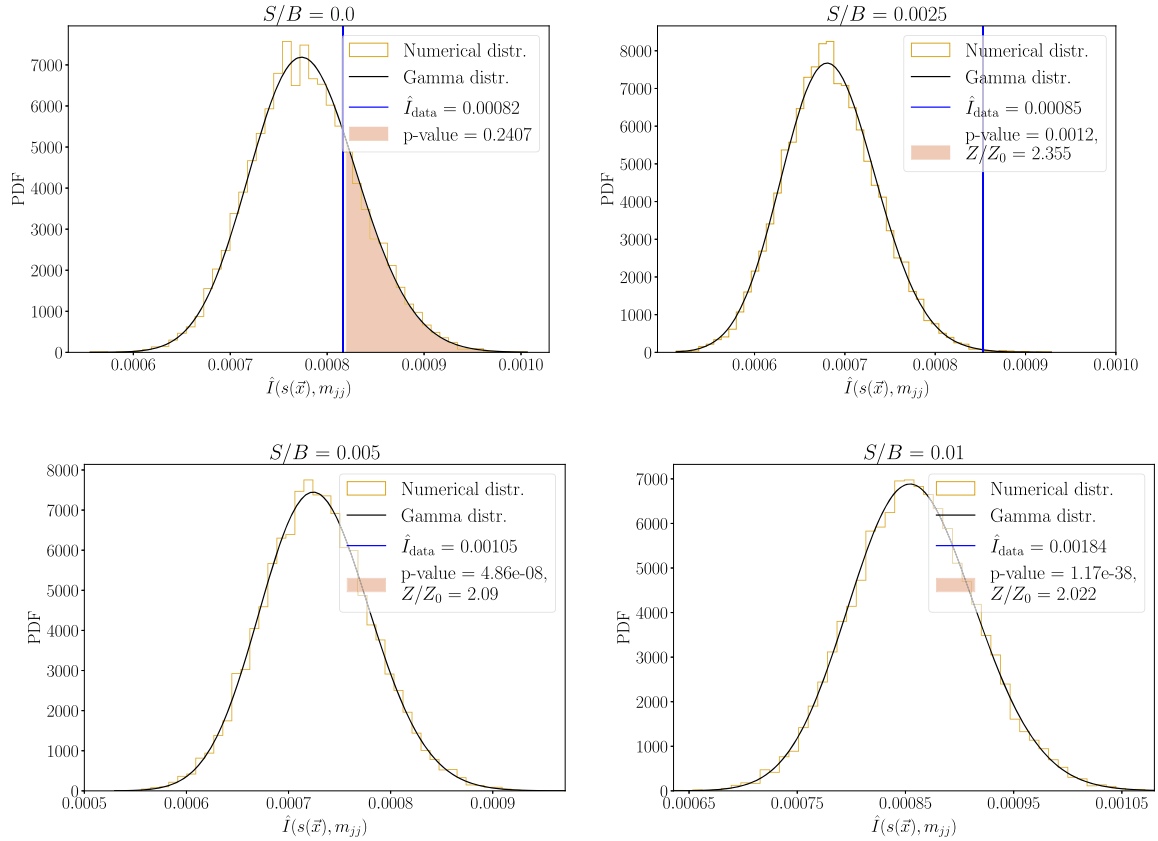 S/B = 0.0
PDF
7000
6000
5000
4000
3000
2000
1000
0
0.0006
0.0007
0.0008
0.0009
0.0010
Î(s(x⃗), m_jj)
Numerical distr.
Gamma distr.
Î_data = 0.00082
p-value = 0.2407
S/B = 0.0025
PDF
8000
7000
6000
5000
4000
3000
2000
1000
0
0.0006
0.0007
0.0008
0.0009
0.0010
Î(s(x⃗), m_jj)
Numerical distr.
Gamma distr.
Î_data = 0.00085
p-value = 0.0012,
Z/Z₀ = 2.355
S/B = 0.005
PDF
8000
7000
6000
5000
4000
3000
2000
1000
0
0.0005
0.0006
0.0007
0.0008
0.0009
Î(s(x⃗), m_jj)
Numerical distr.
Gamma distr.
Î_data = 0.00105
p-value = 4.86e-08,
Z/Z₀ = 2.09
S/B = 0.01
PDF
7000
6000
5000
4000
3000
2000
1000
0
0.00065
0.00075
0.00085
0.00095
0.00105
Î(s(x⃗), m_jj)
Numerical distr.
Gamma distr.
Î_data = 0.00184
p-value = 1.17e-38,
Z/Z₀ = 2.022